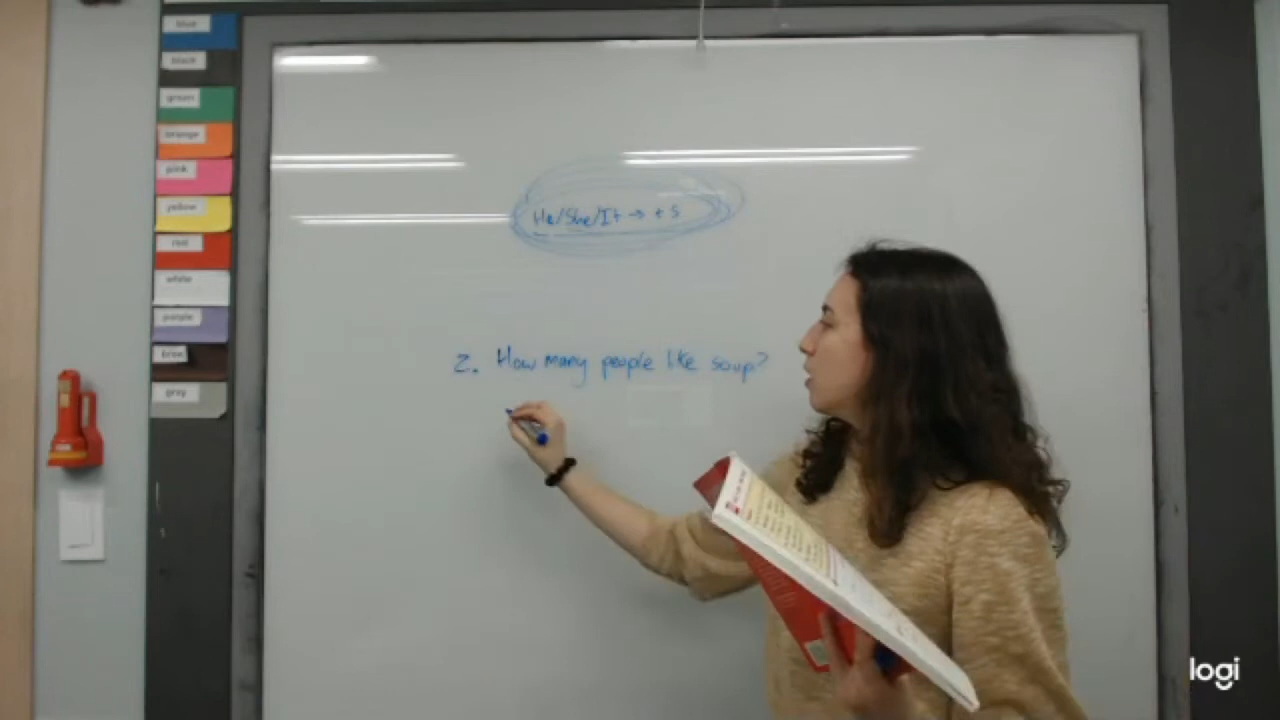 blue
black
green
orange
pink
yellow
red
white
purple
gray
He/She/It → + S
2. How many people like soup?
logi